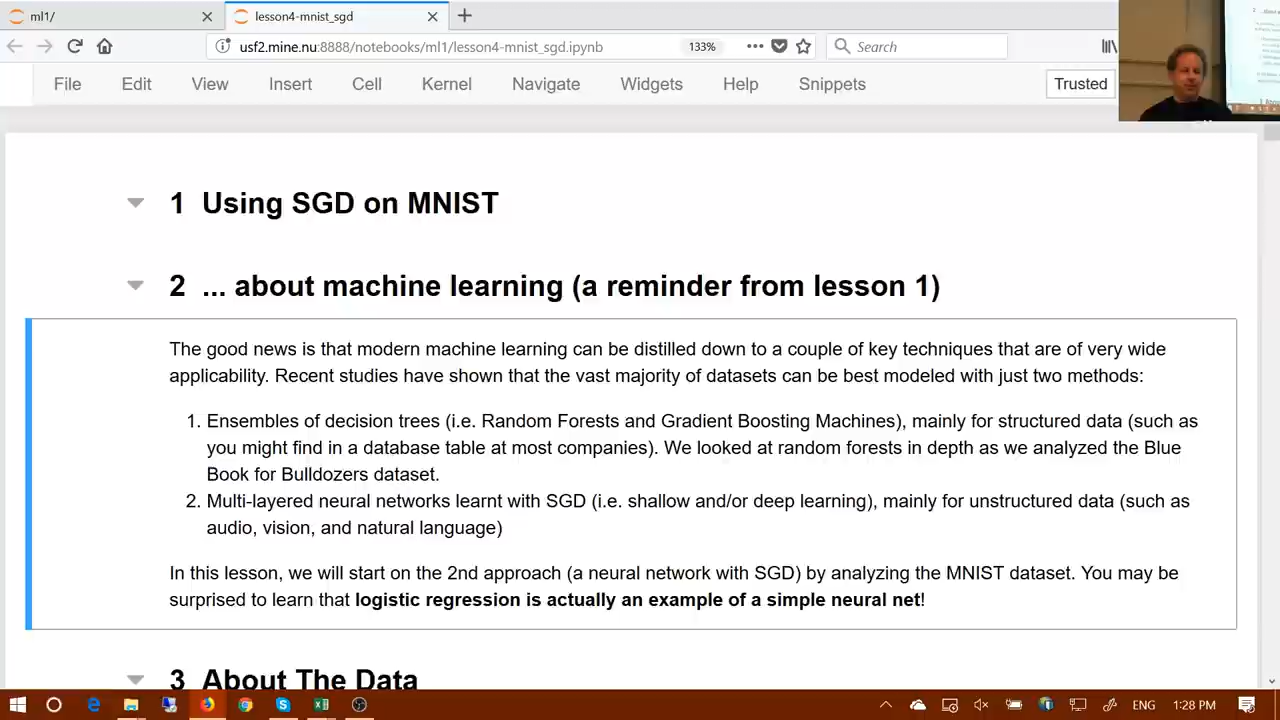 ml1/
lesson4-mnist_sgd
usf2.mine.nu:8888/notebooks/ml1/lesson4-mnist_sgd.ipynb
133%
Search
File Edit View Insert Cell Kernel Navigate Widgets Help Snippets
Trusted
1 Using SGD on MNIST
2 ... about machine learning (a reminder from lesson 1)
The good news is that modern machine learning can be distilled down to a couple of key techniques that are of very wide
applicability. Recent studies have shown that the vast majority of datasets can be best modeled with just two methods:
1. Ensembles of decision trees (i.e. Random Forests and Gradient Boosting Machines), mainly for structured data (such as
you might find in a database table at most companies). We looked at random forests in depth as we analyzed the Blue
Book for Bulldozers dataset.
2. Multi-layered neural networks learnt with SGD (i.e. shallow and/or deep learning), mainly for unstructured data (such as
audio, vision, and natural language)
In this lesson, we will start on the 2nd approach (a neural network with SGD) by analyzing the MNIST dataset. You may be
surprised to learn that logistic regression is actually an example of a simple neural net!
3 About The Data
ENG
1:28 PM